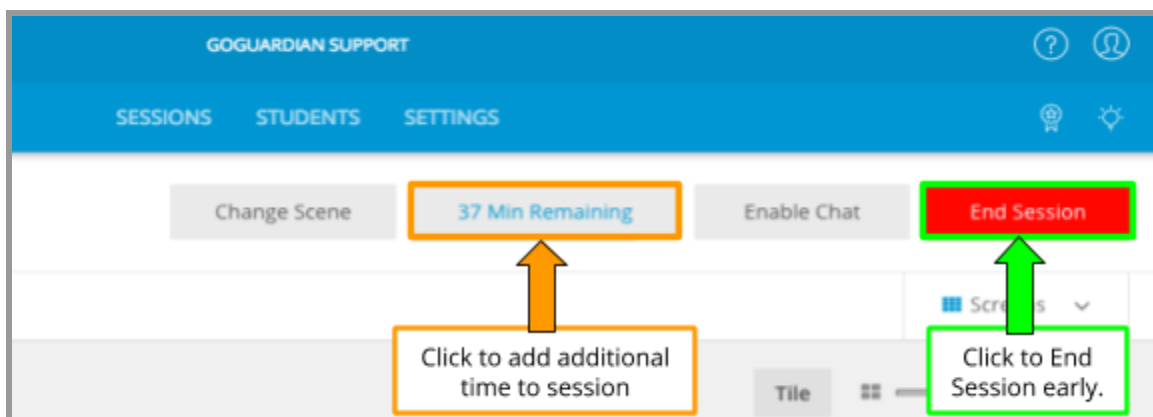 GOGUARDIAN SUPPORT
SESSIONS STUDENTS SETTINGS
Change Scene 37 Min Remaining Enable Chat End Session
Click to add additional
time to session
Click to End
Session early.
Tile